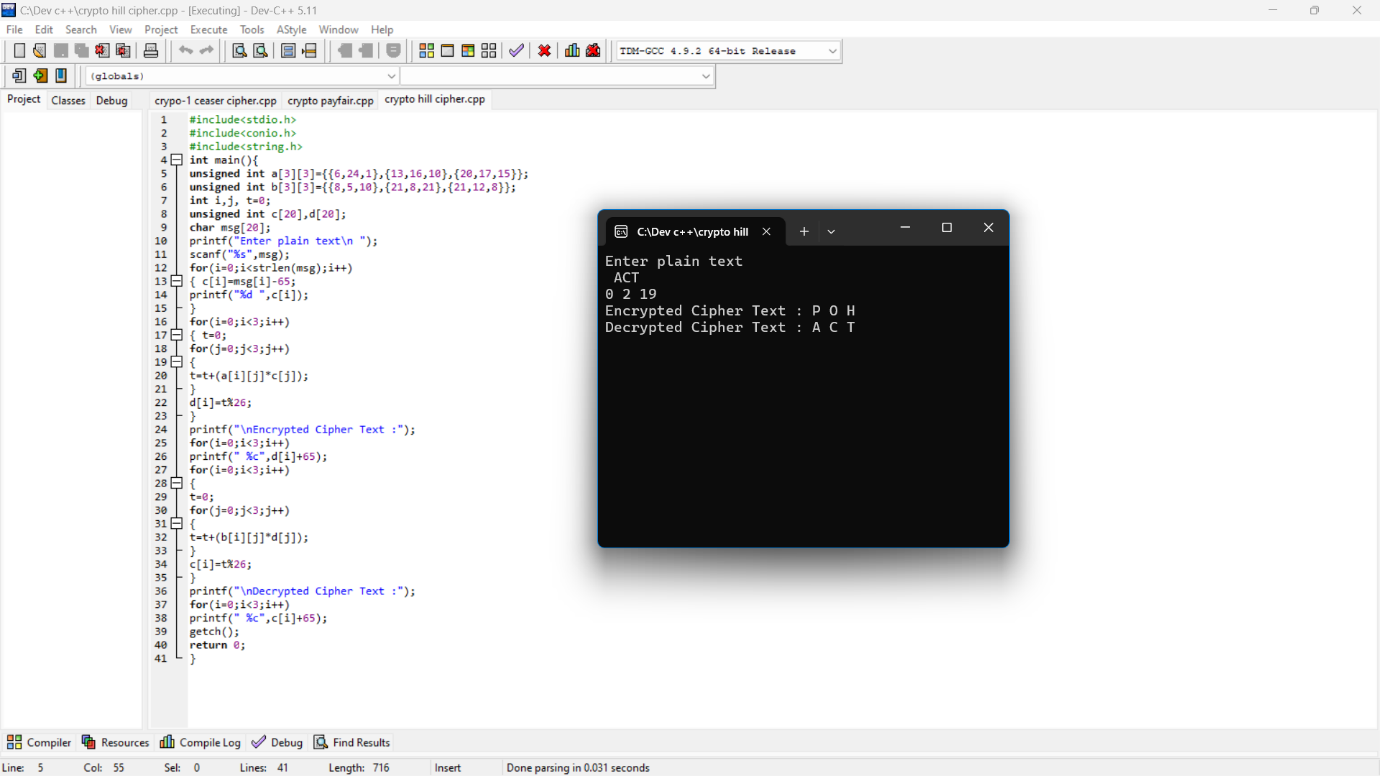 C:\Dev c++\crypto hill cipher.cpp - [Executing] - Dev-C++ 5.11
File Edit Search View Project Execute Tools AStyle Window Help
TDM-GCC 4.9.2 64-bit Release
(globals)
Project Classes Debug crypo-1 ceaser cipher.cpp crypto payfair.cpp crypto hill cipher.cpp
1 #include<stdio.h>
2 #include<conio.h>
3 #include<string.h>
4 int main(){
5 unsigned int a[3][3]={{6,24,1},{13,16,10},{20,17,15}};
6 unsigned int b[3][3]={{8,5,10},{21,8,21},{21,12,8}};
7 int i,j, t=0;
8 unsigned int c[20],d[20];
9 char msg[20];
10 printf("Enter plain text\n ");
11 scanf("%s",msg);
12 for(i=0;i<strlen(msg);i++)
13 { c[i]=msg[i]-65;
14 printf("%d ",c[i]);
15 }
16 for(i=0;i<3;i++)
17 { t=0;
18 for(j=0;j<3;j++)
19 {
20 t=t+(a[i][j]*c[j]);
21 }
22 d[i]=t%26;
23 }
24 printf("\nEncrypted Cipher Text :");
25 for(i=0;i<3;i++)
26 printf(" %c",d[i]+65);
27 for(i=0;i<3;i++)
28 {
29 t=0;
30 for(j=0;j<3;j++)
31 {
32 t=t+(b[i][j]*d[j]);
33 }
34 c[i]=t%26;
35 }
36 printf("\nDecrypted Cipher Text :");
37 for(i=0;i<3;i++)
38 printf(" %c",c[i]+65);
39 getch();
40 return 0;
41 }
C:\Dev c++\crypto hill
Enter plain text
ACT
0 2 19
Encrypted Cipher Text : P O H
Decrypted Cipher Text : A C T
Compiler Resources Compile Log Debug Find Results
Line: 5 Col: 55 Sel: 0 Lines: 41 Length: 716 Insert Done parsing in 0.031 seconds